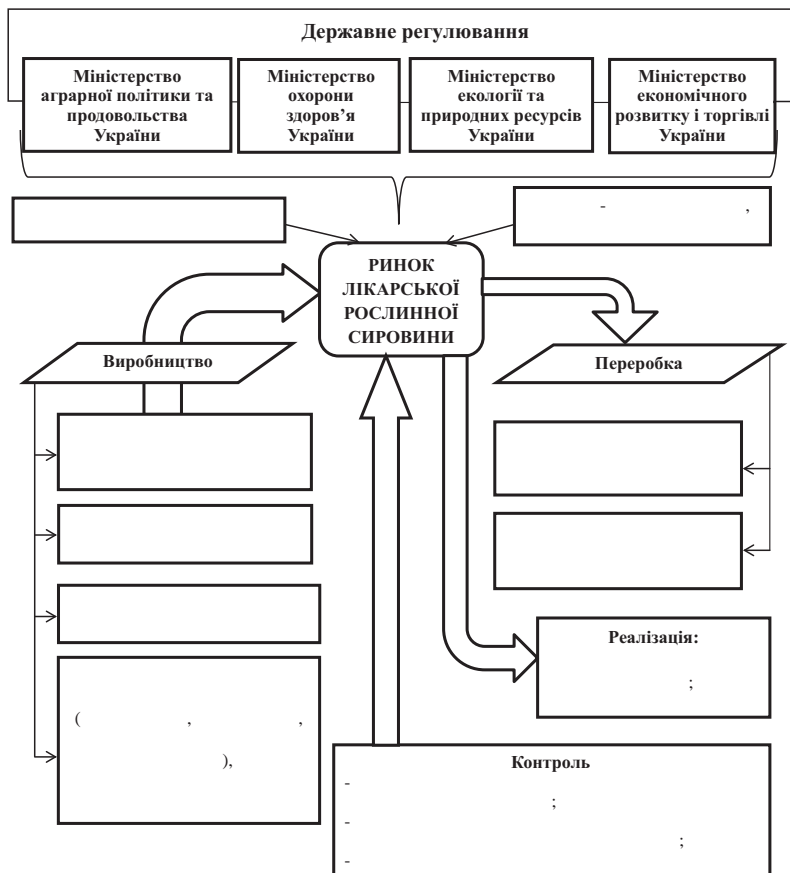 Державне регулювання
Міністерство
аграрної політики та
продовольства
України
Міністерство
охорони
здоров’я
України
Міністерство
екології та
природних ресурсів
України
Міністерство
економічного
розвитку і торгівлі
України
- ,
РИНОК
ЛІКАРСЬКОЇ
РОСЛИННОЇ
СИРОВИНИ
Виробництво
Переробка
Реалізація:
;
( , ,
),
Контроль
-
;
-
;
-